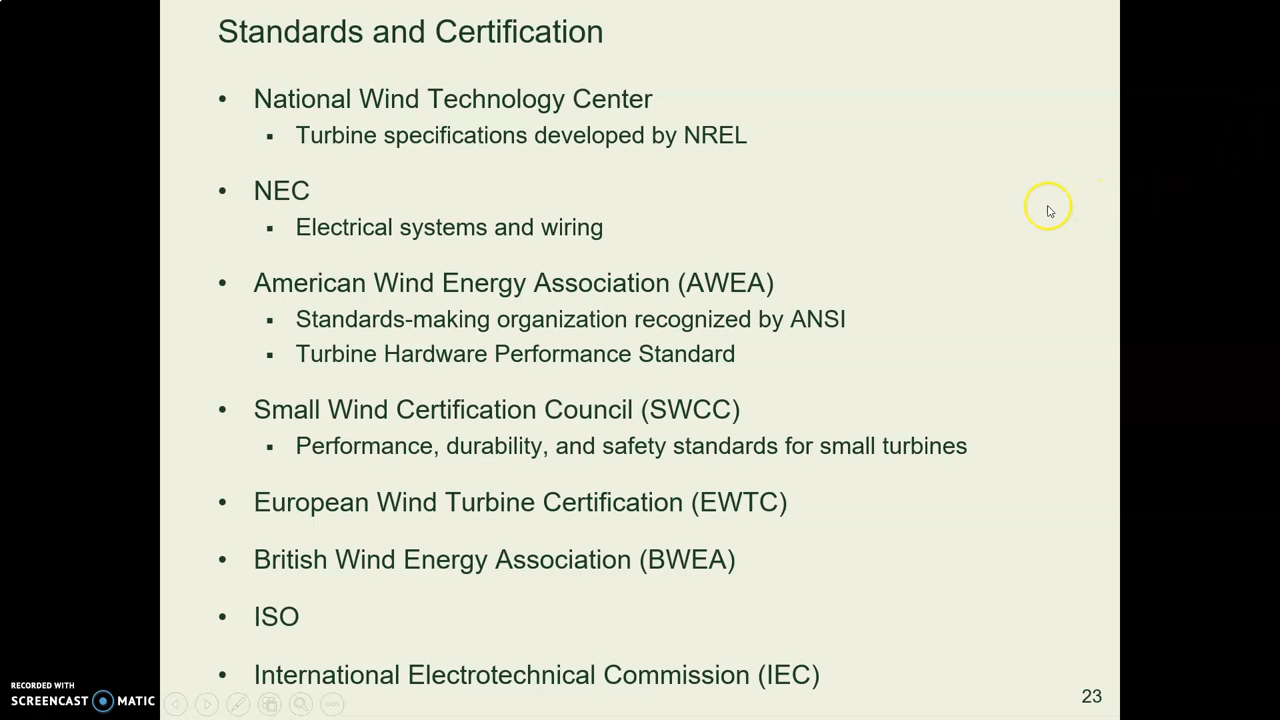 Standards and Certification
• National Wind Technology Center
▪ Turbine specifications developed by NREL
• NEC
▪ Electrical systems and wiring
• American Wind Energy Association (AWEA)
▪ Standards-making organization recognized by ANSI
▪ Turbine Hardware Performance Standard
• Small Wind Certification Council (SWCC)
▪ Performance, durability, and safety standards for small turbines
• European Wind Turbine Certification (EWTC)
• British Wind Energy Association (BWEA)
• ISO
• International Electrotechnical Commission (IEC)
23
RECORDED WITH
SCREENCAST MATIC